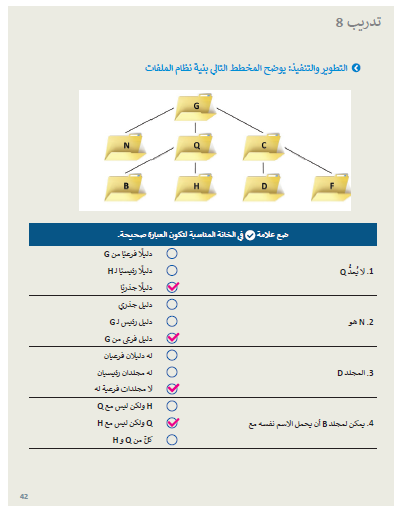 تدريب 8
التطوير والتنفيذ: يوضح المخطط التالي بنية نظام الملفات
G
N Q C
B H D F
ضع علامة ✓ في الخانة المناسبة لتكون العبارة صحيحة.
1. لا يُعدُّ Q
دليلًا فرعيًا من G
دليلًا رئيسيًا لـ H
دليلًا جذريًا
2. N هو
دليل جذري
دليل رئيس لـ G
دليل فرعي من G
3. المجلد D
له دليلان فرعيان
له مجلدان رئيسيان
لا مجلدات فرعية له
4. يمكن لمجلد B أن يحمل الاسم نفسه مع
H ولكن ليس مع Q
Q ولكن ليس مع H
كلٍّ من Q و H
42